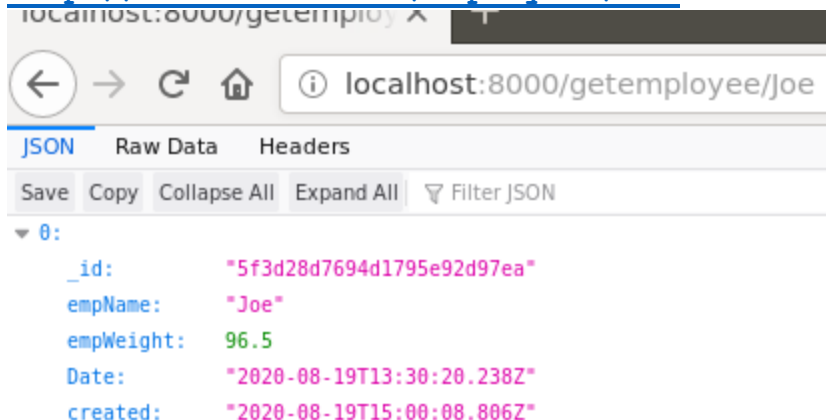 localhost:8000/getemploy
localhost:8000/getemployee/Joe
JSON Raw Data Headers
Save Copy Collapse All Expand All Filter JSON
0:
_id: "5f3d28d7694d1795e92d97ea"
empName: "Joe"
empWeight: 96.5
Date: "2020-08-19T13:30:20.238Z"
created: "2020-08-19T15:00:08.806Z"